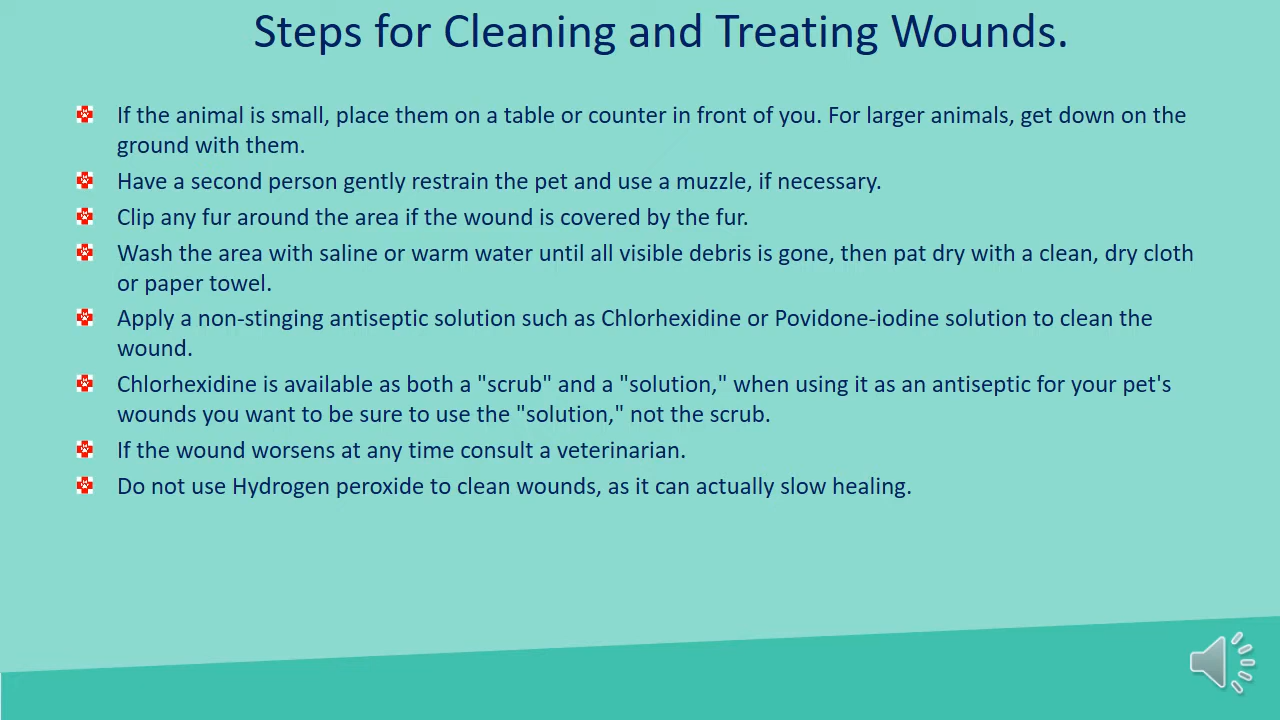 Steps for Cleaning and Treating Wounds.
If the animal is small, place them on a table or counter in front of you. For larger animals, get down on the
ground with them.
Have a second person gently restrain the pet and use a muzzle, if necessary.
Clip any fur around the area if the wound is covered by the fur.
Wash the area with saline or warm water until all visible debris is gone, then pat dry with a clean, dry cloth
or paper towel.
Apply a non-stinging antiseptic solution such as Chlorhexidine or Povidone-iodine solution to clean the
wound.
Chlorhexidine is available as both a "scrub" and a "solution," when using it as an antiseptic for your pet's
wounds you want to be sure to use the "solution," not the scrub.
If the wound worsens at any time consult a veterinarian.
Do not use Hydrogen peroxide to clean wounds, as it can actually slow healing.